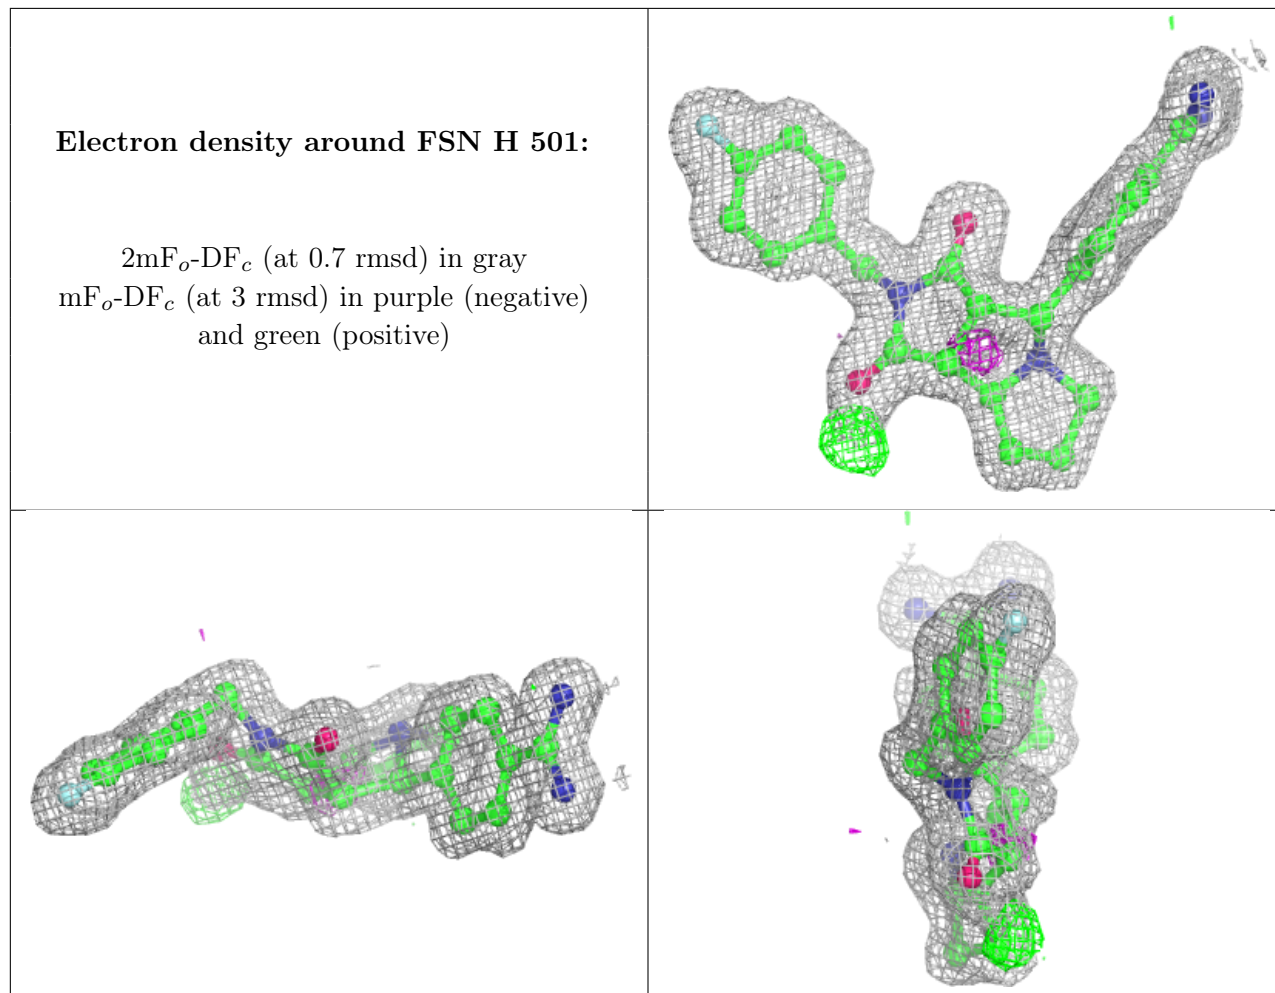 Electron density around FSN H 501:
2mFo-DFc (at 0.7 rmsd) in gray
mFo-DFc (at 3 rmsd) in purple (negative)
and green (positive)